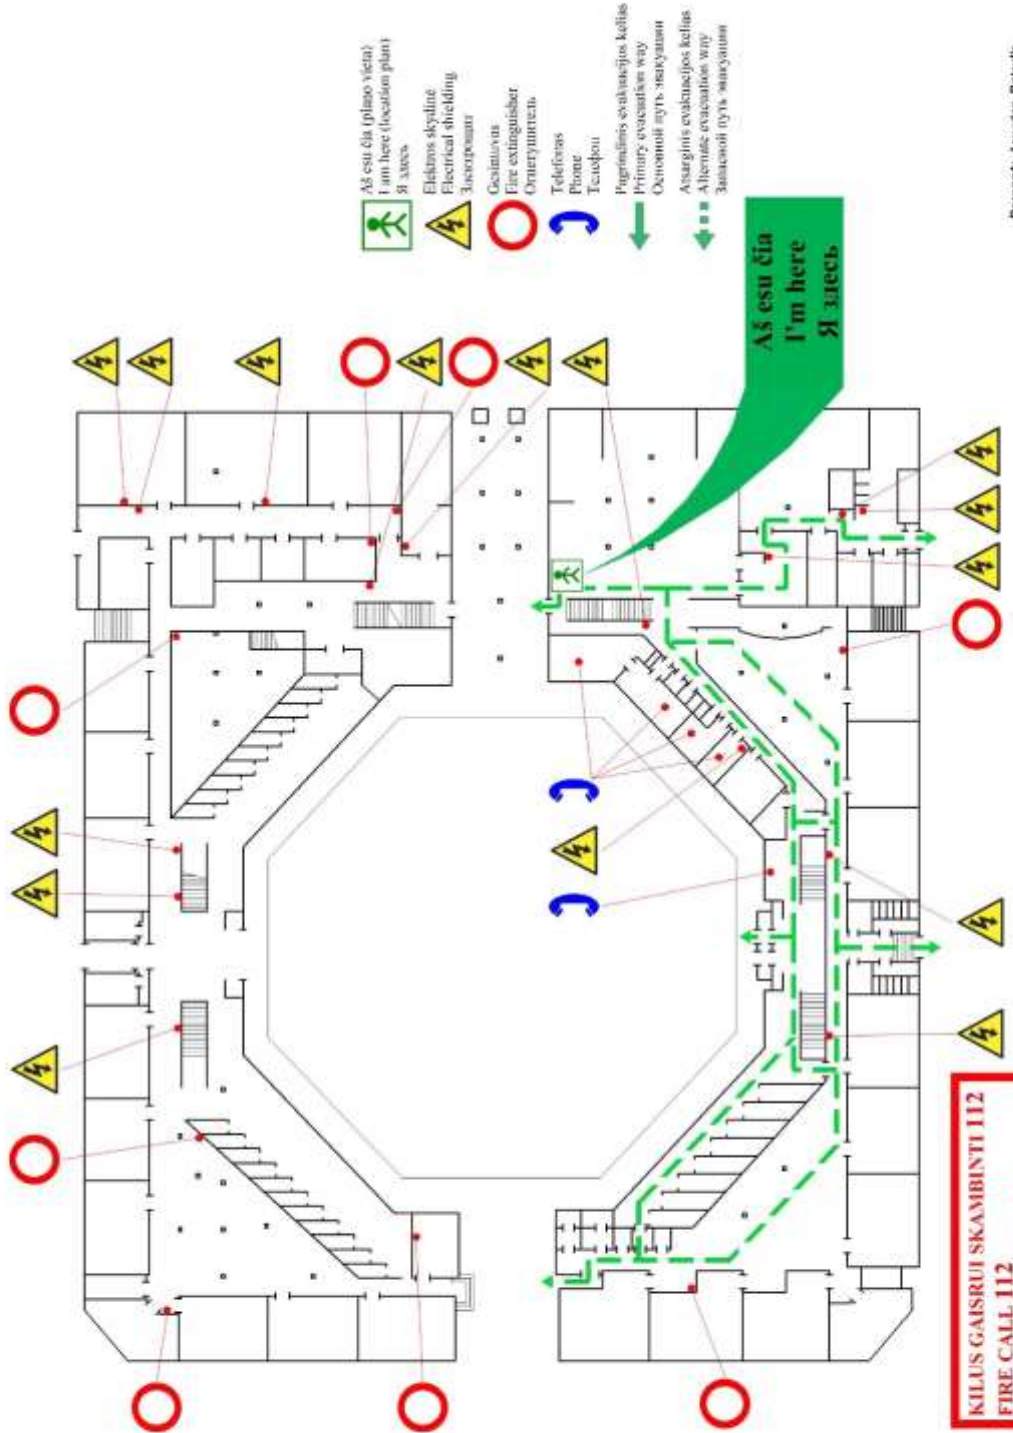 Aš esu čia (plano vieta)
I am here (location plan)
Я здесь
Elektros skydinė
Electrical shielding
Электрощит
Gesintuvas
Fire extinguisher
Огнетушитель
Telefonas
Phone
Телефон
Pagrindinis evakuacijos kelias
Primary evacuation way
Основной путь эвакуации
Atsarginis evakuacijos kelias
Alternate evacuation way
Запасной путь эвакуации
Aš esu čia
I'm here
Я здесь
KILUS GAISRUI SKAMBINTI 112
FIRE CALL 112